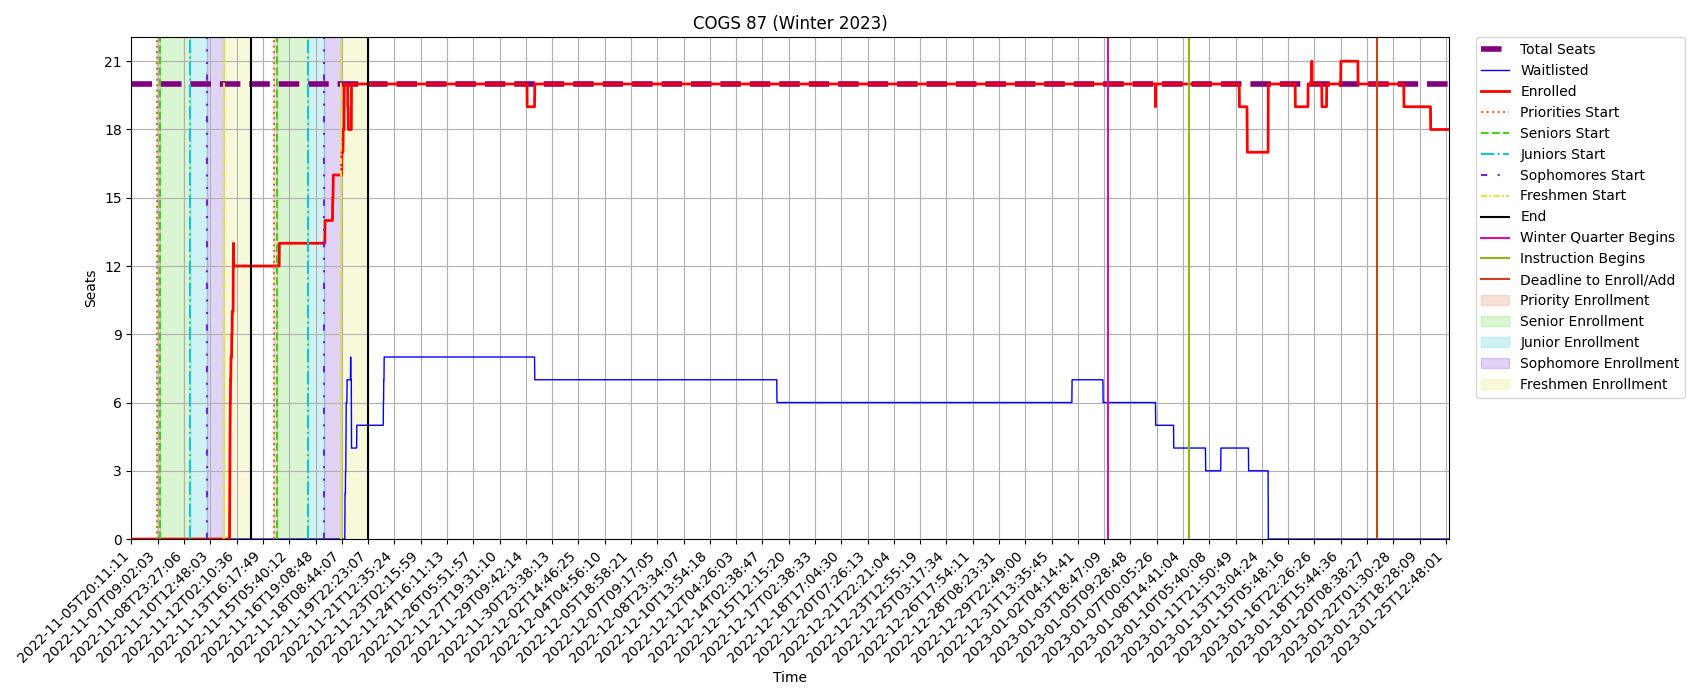 COGS 87 (Winter 2023)
21
18
15
12
9
6
3
0
Seats
2022-11-05T20:11:11
2022-11-07T09:02:03
2022-11-08T23:27:06
2022-11-10T12:48:03
2022-11-12T02:10:36
2022-11-13T16:17:49
2022-11-15T05:40:12
2022-11-16T19:08:48
2022-11-18T08:44:07
2022-11-19T22:23:07
2022-11-21T12:35:24
2022-11-23T02:15:59
2022-11-24T16:11:13
2022-11-26T05:51:57
2022-11-27T19:31:10
2022-11-29T09:42:14
2022-11-30T23:38:13
2022-12-02T14:46:25
2022-12-04T04:56:10
2022-12-05T18:58:21
2022-12-07T09:17:05
2022-12-08T23:34:07
2022-12-10T13:54:18
2022-12-12T04:26:03
2022-12-14T02:38:47
2022-12-15T12:15:20
2022-12-17T02:38:33
2022-12-18T17:04:30
2022-12-20T07:26:13
2022-12-21T22:21:04
2022-12-23T12:55:19
2022-12-25T03:17:34
2022-12-26T17:54:11
2022-12-28T08:23:31
2022-12-29T22:49:00
2022-12-31T13:35:45
2023-01-02T04:14:41
2023-01-03T18:47:09
2023-01-05T09:28:48
2023-01-07T00:05:26
2023-01-08T14:41:04
2023-01-10T05:40:08
2023-01-11T21:50:49
2023-01-13T13:04:24
2023-01-15T05:48:16
2023-01-16T22:26:26
2023-01-18T15:44:36
2023-01-20T08:38:27
2023-01-22T01:30:28
2023-01-23T18:28:09
2023-01-25T12:48:01
Time
Total Seats
Waitlisted
Enrolled
Priorities Start
Seniors Start
Juniors Start
Sophomores Start
Freshmen Start
End
Winter Quarter Begins
Instruction Begins
Deadline to Enroll/Add
Priority Enrollment
Senior Enrollment
Junior Enrollment
Sophomore Enrollment
Freshmen Enrollment